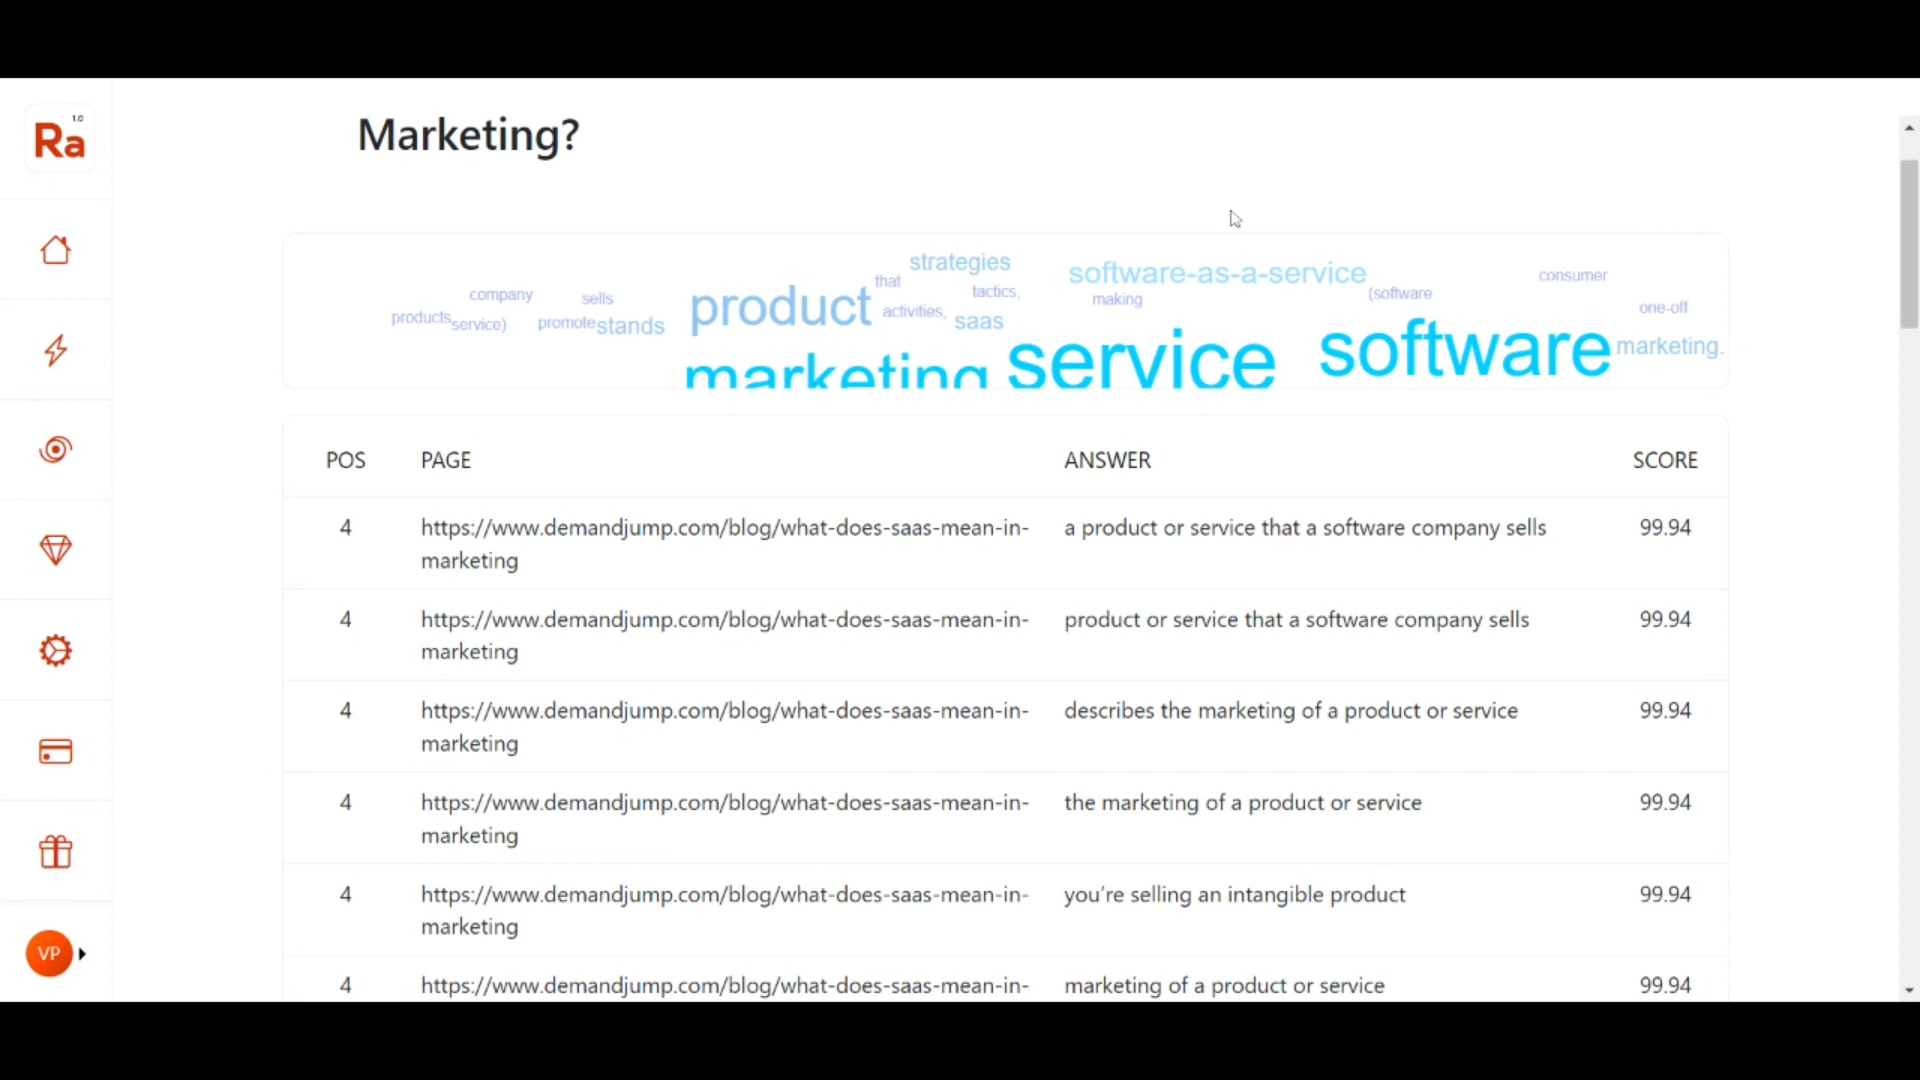 Ra 1.0
Marketing?
strategies
software-as-a-service
that
consumer
company
sells
tactics,
(software
making
products
service)
promote
stands
product
activities,
saas
one-off
marketing
service
software
marketing.
POS PAGE ANSWER SCORE
4 https://www.demandjump.com/blog/what-does-saas-mean-in- a product or service that a software company sells 99.94
marketing
4 https://www.demandjump.com/blog/what-does-saas-mean-in- product or service that a software company sells 99.94
marketing
4 https://www.demandjump.com/blog/what-does-saas-mean-in- describes the marketing of a product or service 99.94
marketing
4 https://www.demandjump.com/blog/what-does-saas-mean-in- the marketing of a product or service 99.94
marketing
4 https://www.demandjump.com/blog/what-does-saas-mean-in- you're selling an intangible product 99.94
marketing
4 https://www.demandjump.com/blog/what-does-saas-mean-in- marketing of a product or service 99.94
VP